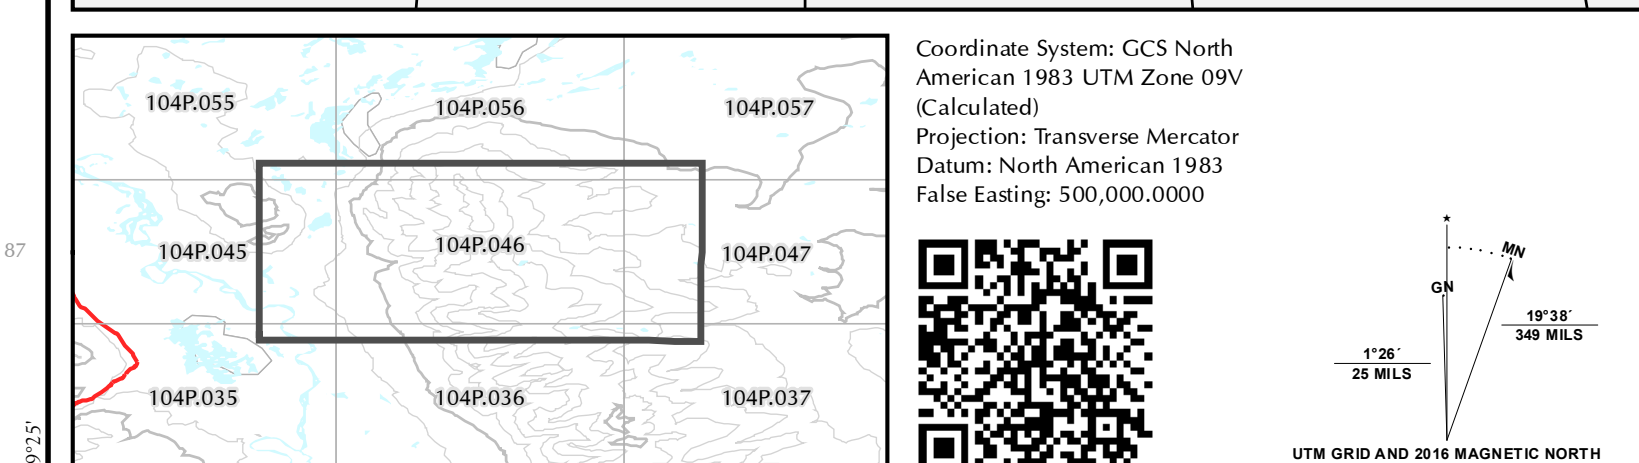 104P.055
104P.056
104P.057
104P.045
104P.046
104P.047
104P.035
104P.036
104P.037
87
9°25'
Coordinate System: GCS North
American 1983 UTM Zone 09V
(Calculated)
Projection: Transverse Mercator
Datum: North American 1983
False Easting: 500,000.0000
MN
GN
19°38´
349 MILS
1°26´
25 MILS
UTM GRID AND 2016 MAGNETIC NORTH